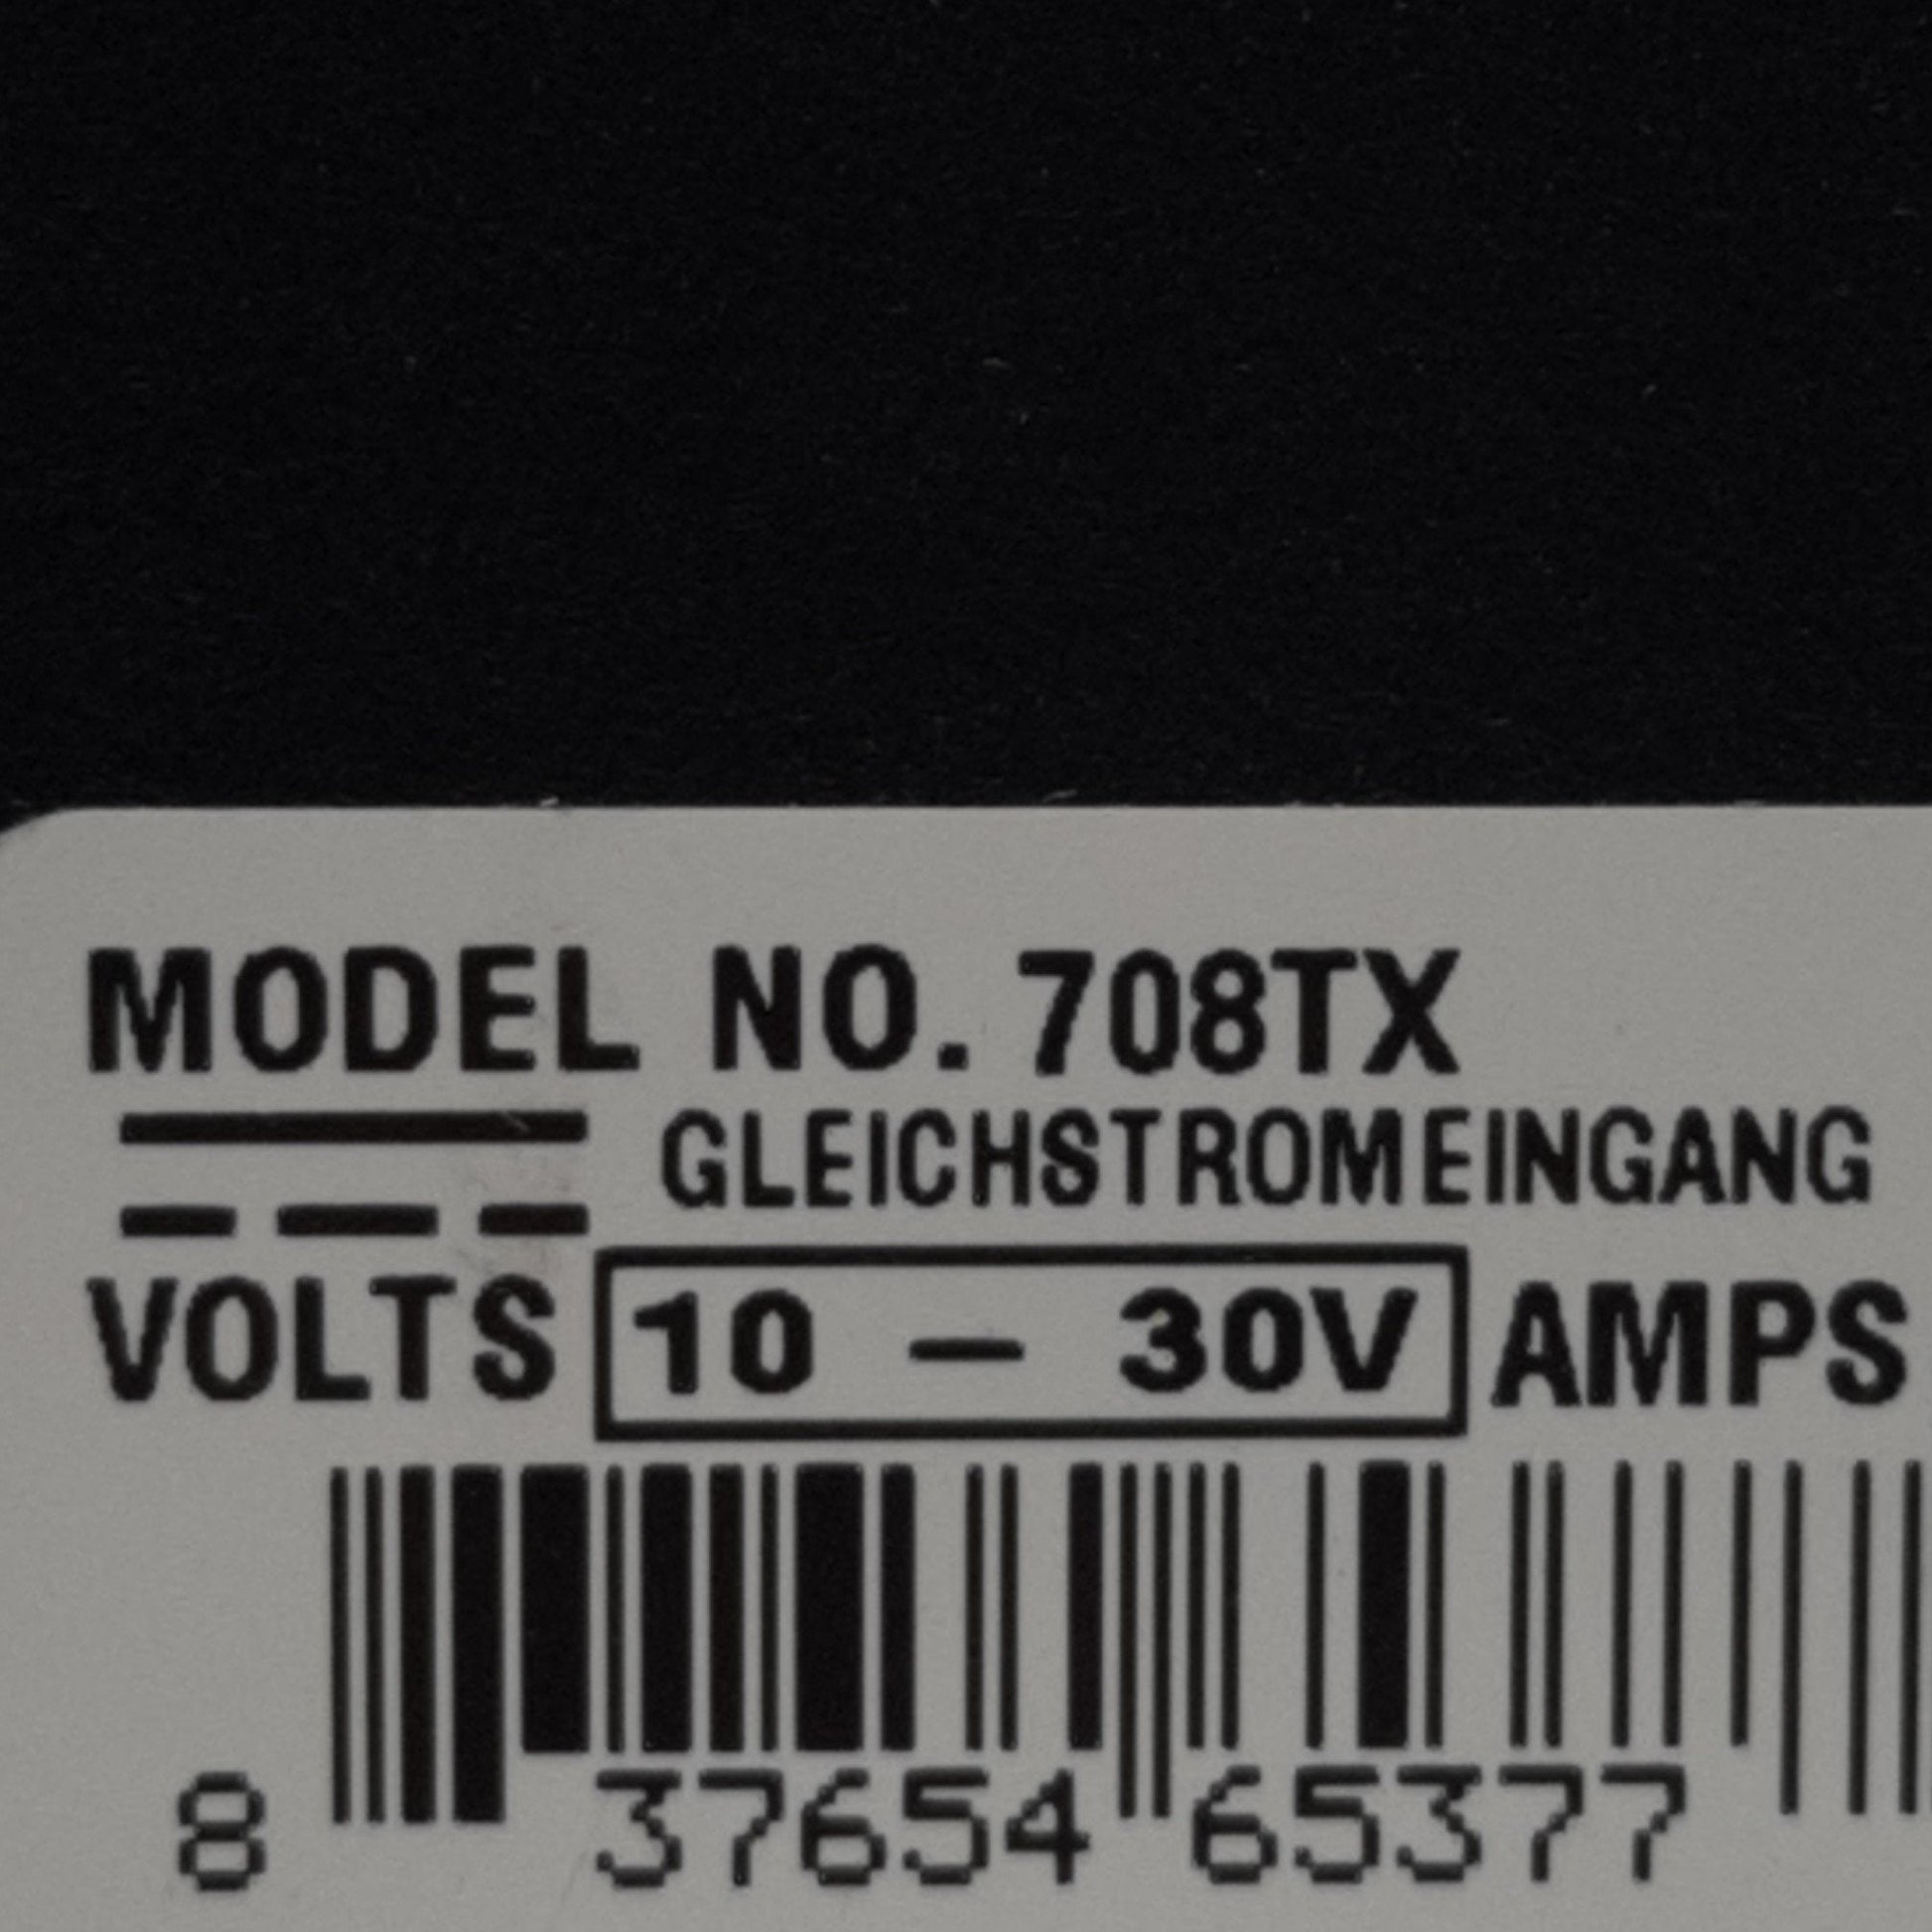 MODEL NO. 708TX
GLEICHSTROMEINGANG
VOLTS 10 – 30V AMPS
8 37654 65377